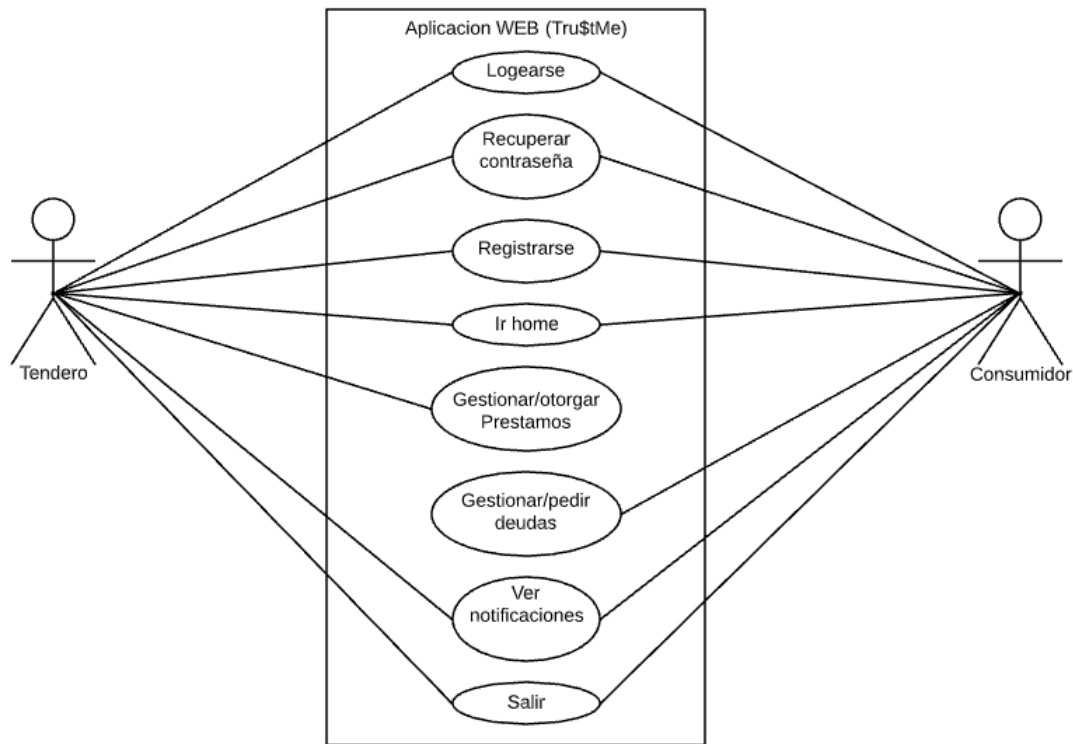 Aplicacion WEB (Tru$tMe)
Logearse
Recuperar
contraseña
Registrarse
Ir home
Tendero
Consumidor
Gestionar/otorgar
Prestamos
Gestionar/pedir
deudas
Ver
notificaciones
Salir